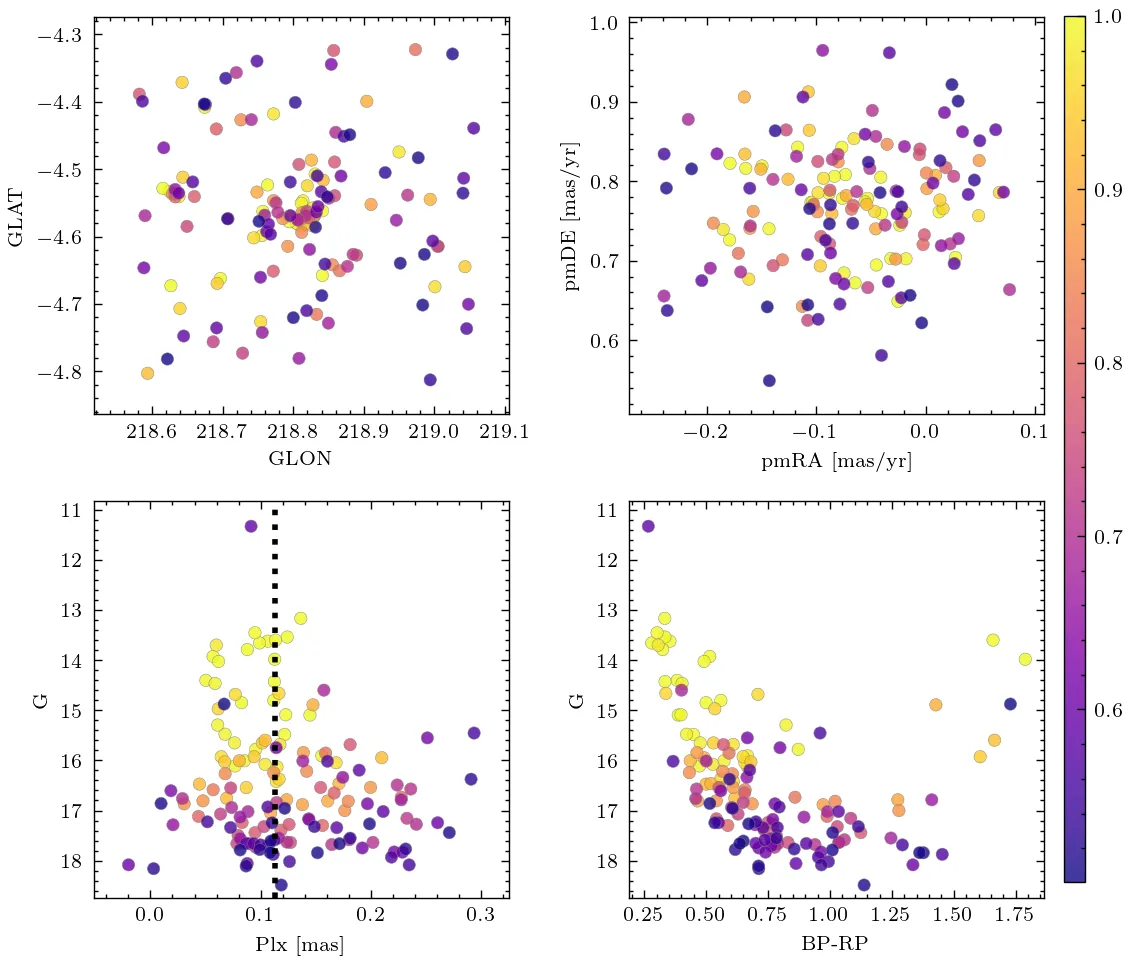 −4.3
−4.4
−4.5
−4.6
−4.7
−4.8
GLAT
218.6 218.7 218.8 218.9 219.0 219.1
GLON
1.0
0.9
0.8
0.7
0.6
pmDE [mas/yr]
−0.2 −0.1 0.0 0.1
pmRA [mas/yr]
1.0
0.9
0.8
0.7
0.6
11
12
13
14
15
16
17
18
G
0.0 0.1 0.2 0.3
Plx [mas]
11
12
13
14
15
16
17
18
G
0.25 0.50 0.75 1.00 1.25 1.50 1.75
BP-RP